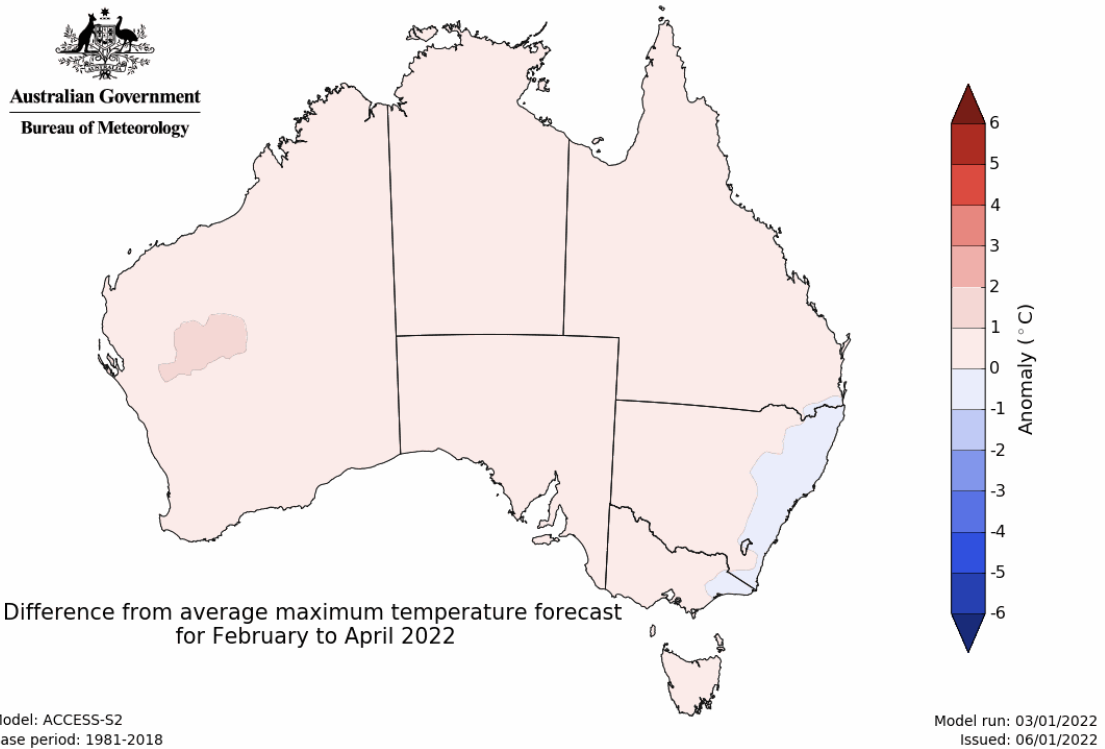 Australian Government
Bureau of Meteorology
6
5
4
3
2
1
0
-1
-2
-3
-4
-5
-6
Anomaly (°C)
Difference from average maximum temperature forecast
for February to April 2022
Model: ACCESS-S2
ase period: 1981-2018
Model run: 03/01/2022
Issued: 06/01/2022